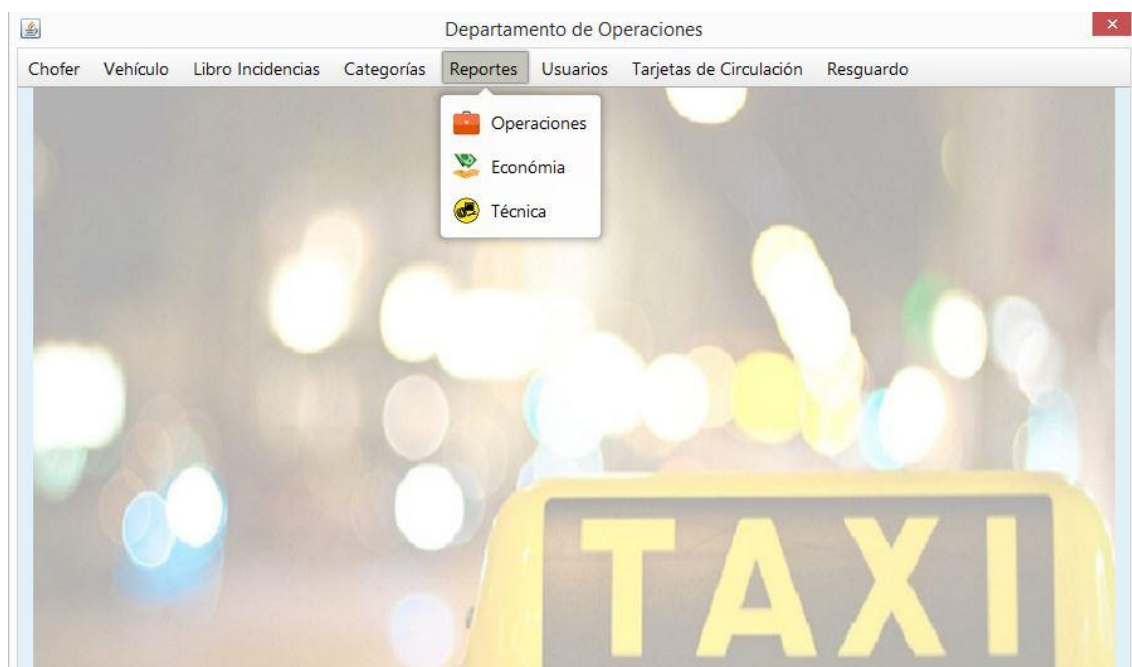 Departamento de Operaciones
Chofer Vehículo Libro Incidencias Categorías Reportes Usuarios Tarjetas de Circulación Resguardo
Operaciones
Económia
Técnica
TAXI